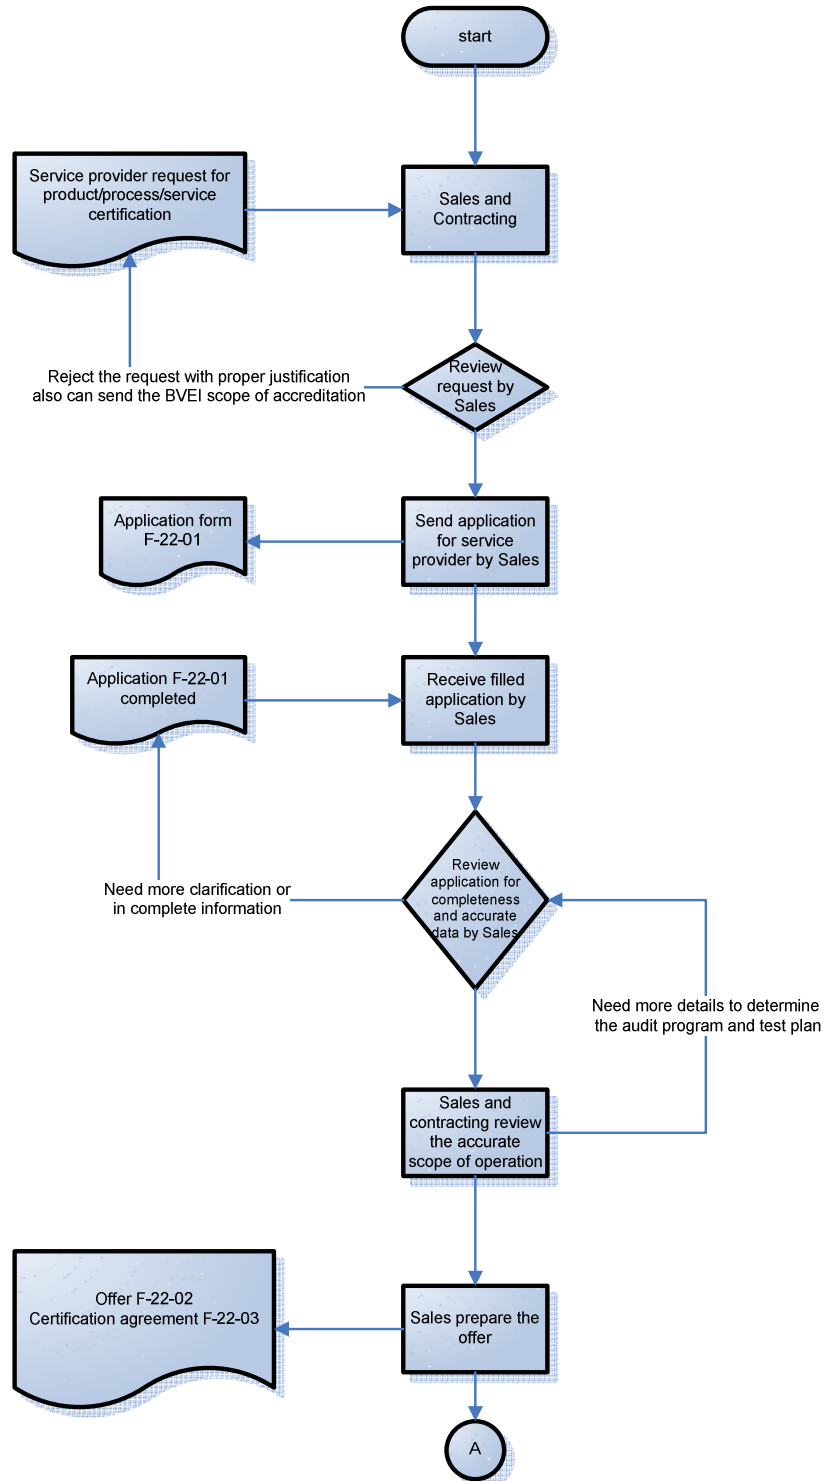 start
Service provider request for
product/process/service
certification
Sales and
Contracting
Review
request by
Sales
Reject the request with proper justification
also can send the BVEI scope of accreditation
Application form
F-22-01
Send application
for service
provider by Sales
Application F-22-01
completed
Receive filled
application by
Sales
Review
application for
completeness
and accurate
data by Sales
Need more clarification or
in complete information
Need more details to determine
the audit program and test plan
Sales and
contracting review
the accurate
scope of operation
Offer F-22-02
Certification agreement F-22-03
Sales prepare the
offer
A